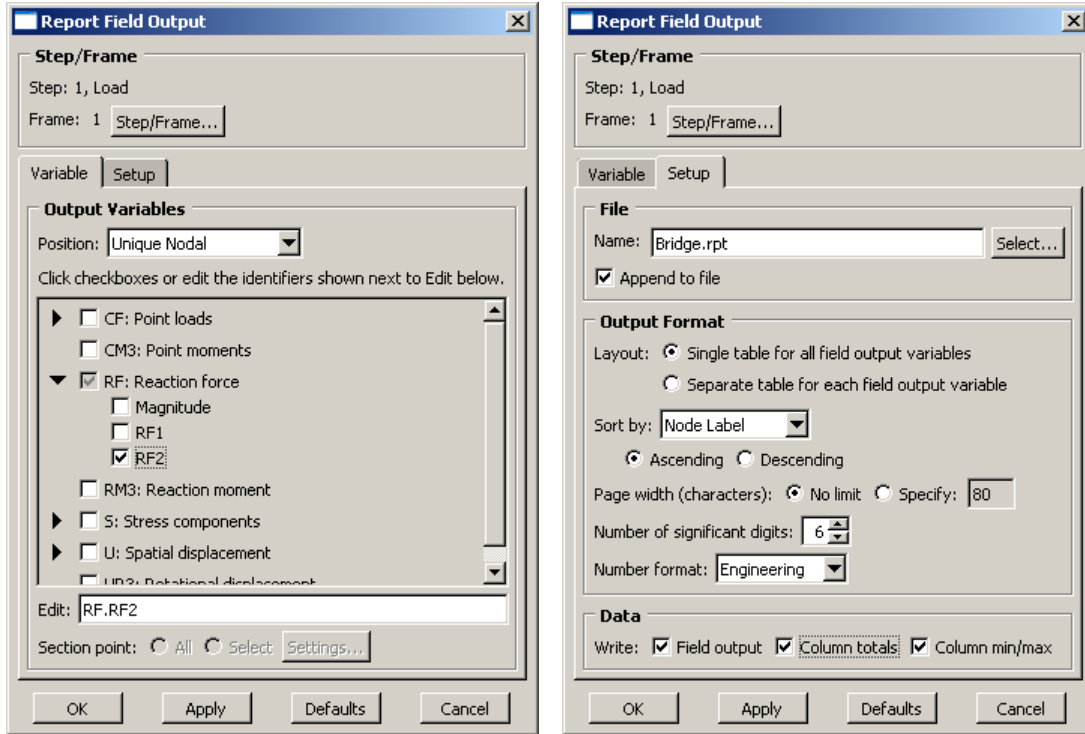 Report Field Output
Step/Frame
Step: 1, Load
Frame: 1 Step/Frame...
Variable Setup
Output Variables
Position: Unique Nodal
Click checkboxes or edit the identifiers shown next to Edit below.
CF: Point loads
CM3: Point moments
RF: Reaction force
Magnitude
RF1
RF2
RM3: Reaction moment
S: Stress components
U: Spatial displacement
UR3: Rotational displacement
Edit: RF.RF2
Section point: All Select Settings...
OK Apply Defaults Cancel
Report Field Output
Step/Frame
Step: 1, Load
Frame: 1 Step/Frame...
Variable Setup
File
Name: Bridge.rpt Select...
Append to file
Output Format
Layout: Single table for all field output variables
Separate table for each field output variable
Sort by: Node Label
Ascending Descending
Page width (characters): No limit Specify: 80
Number of significant digits: 6
Number format: Engineering
Data
Write: Field output Column totals Column min/max
OK Apply Defaults Cancel